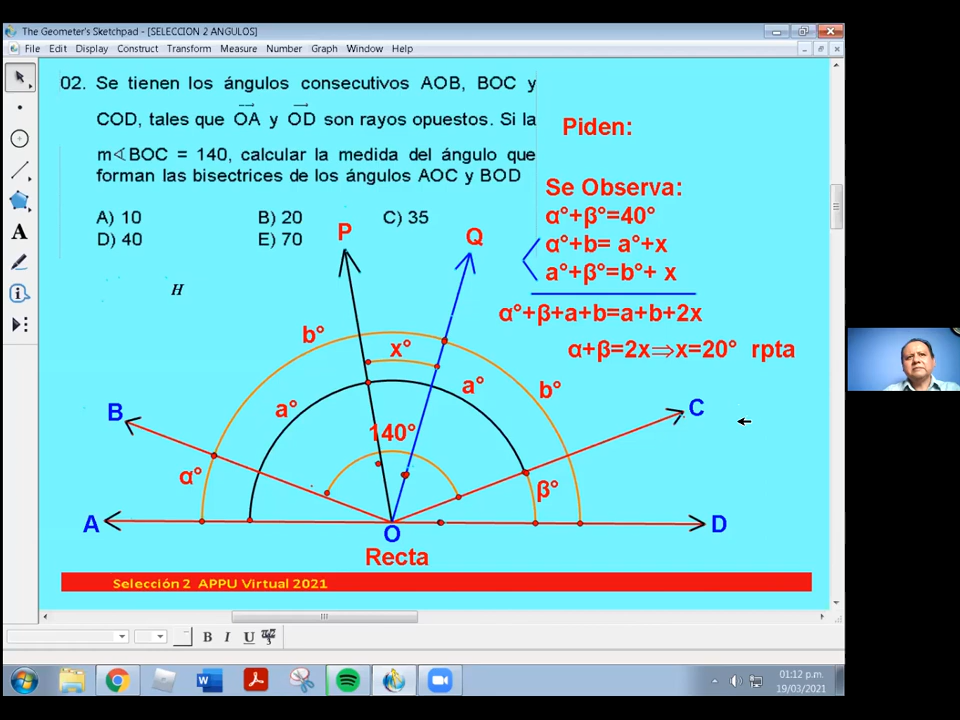 The Geometer's Sketchpad - [SELECCION 2 ANGULOS]
File Edit Display Construct Transform Measure Number Graph Window Help
02. Se tienen los ángulos consecutivos AOB, BOC y
COD, tales que OA y OD son rayos opuestos. Si la
m∢BOC = 140, calcular la medida del ángulo que
forman las bisectrices de los ángulos AOC y BOD
A) 10 B) 20 C) 35
D) 40 E) 70
Piden:
Se Observa:
α°+β°=40°
α°+b= a°+x
a°+β°=b°+ x
α°+β+a+b=a+b+2x
α+β=2x⇒x=20° rpta
P
Q
H
b°
x°
a°
b°
a°
B
C
140°
α°
β°
A
D
O
Recta
Selección 2 APPU Virtual 2021
B I U
01:12 p.m.
19/03/2021